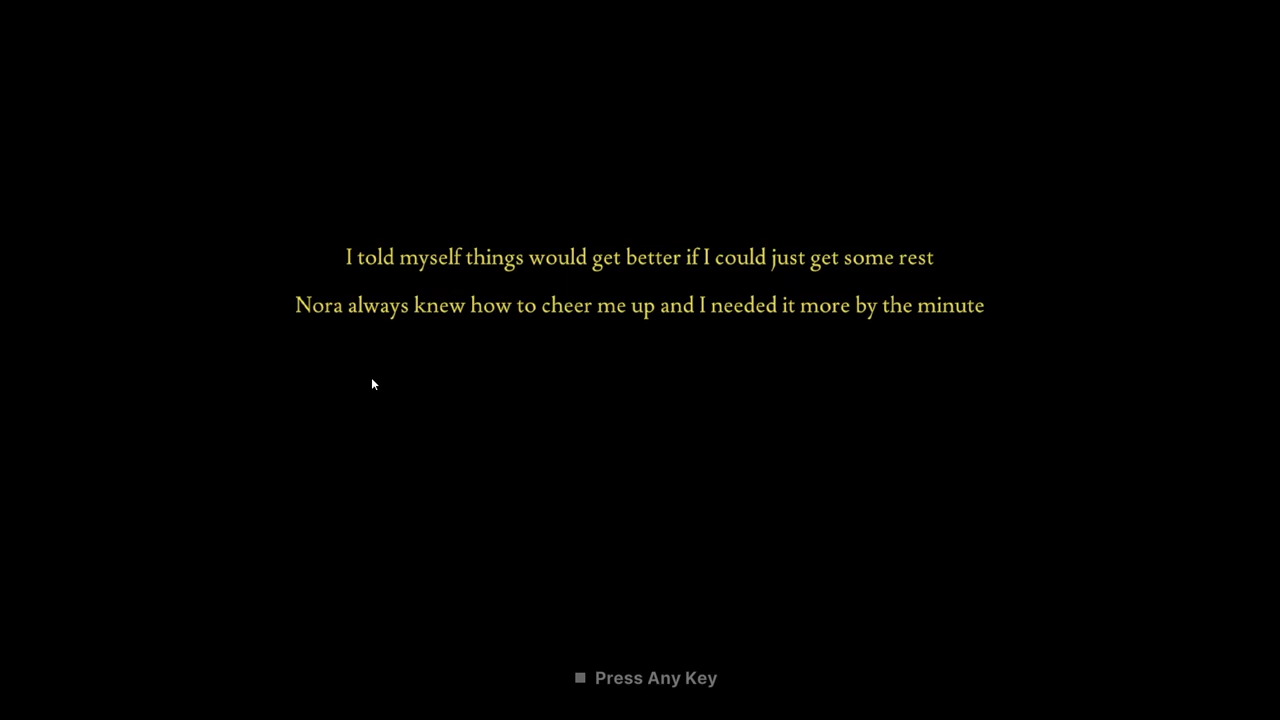 I told myself things would get better if I could just get some rest
Nora always knew how to cheer me up and I needed it more by the minute
Press Any Key